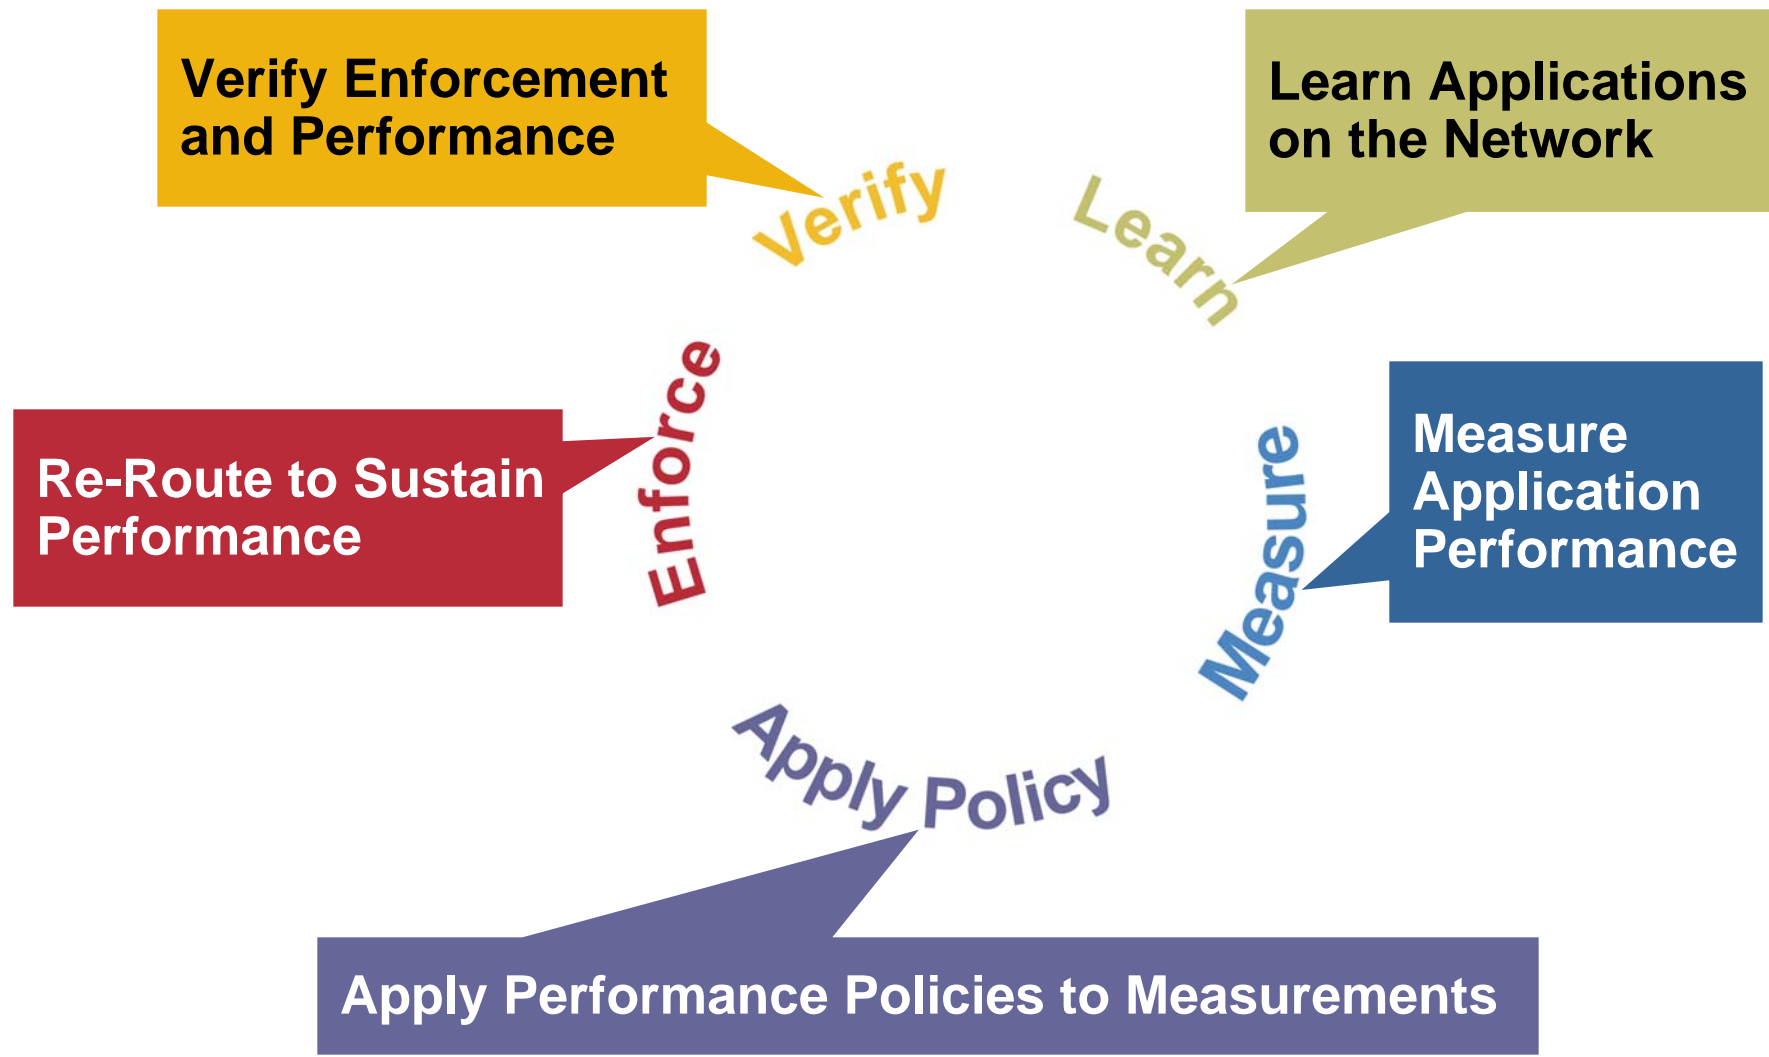 Verify Enforcement
and Performance
Learn Applications
on the Network
Verify
Learn
Enforce
Measure
Re-Route to Sustain
Performance
Measure
Application
Performance
Apply Policy
Apply Performance Policies to Measurements